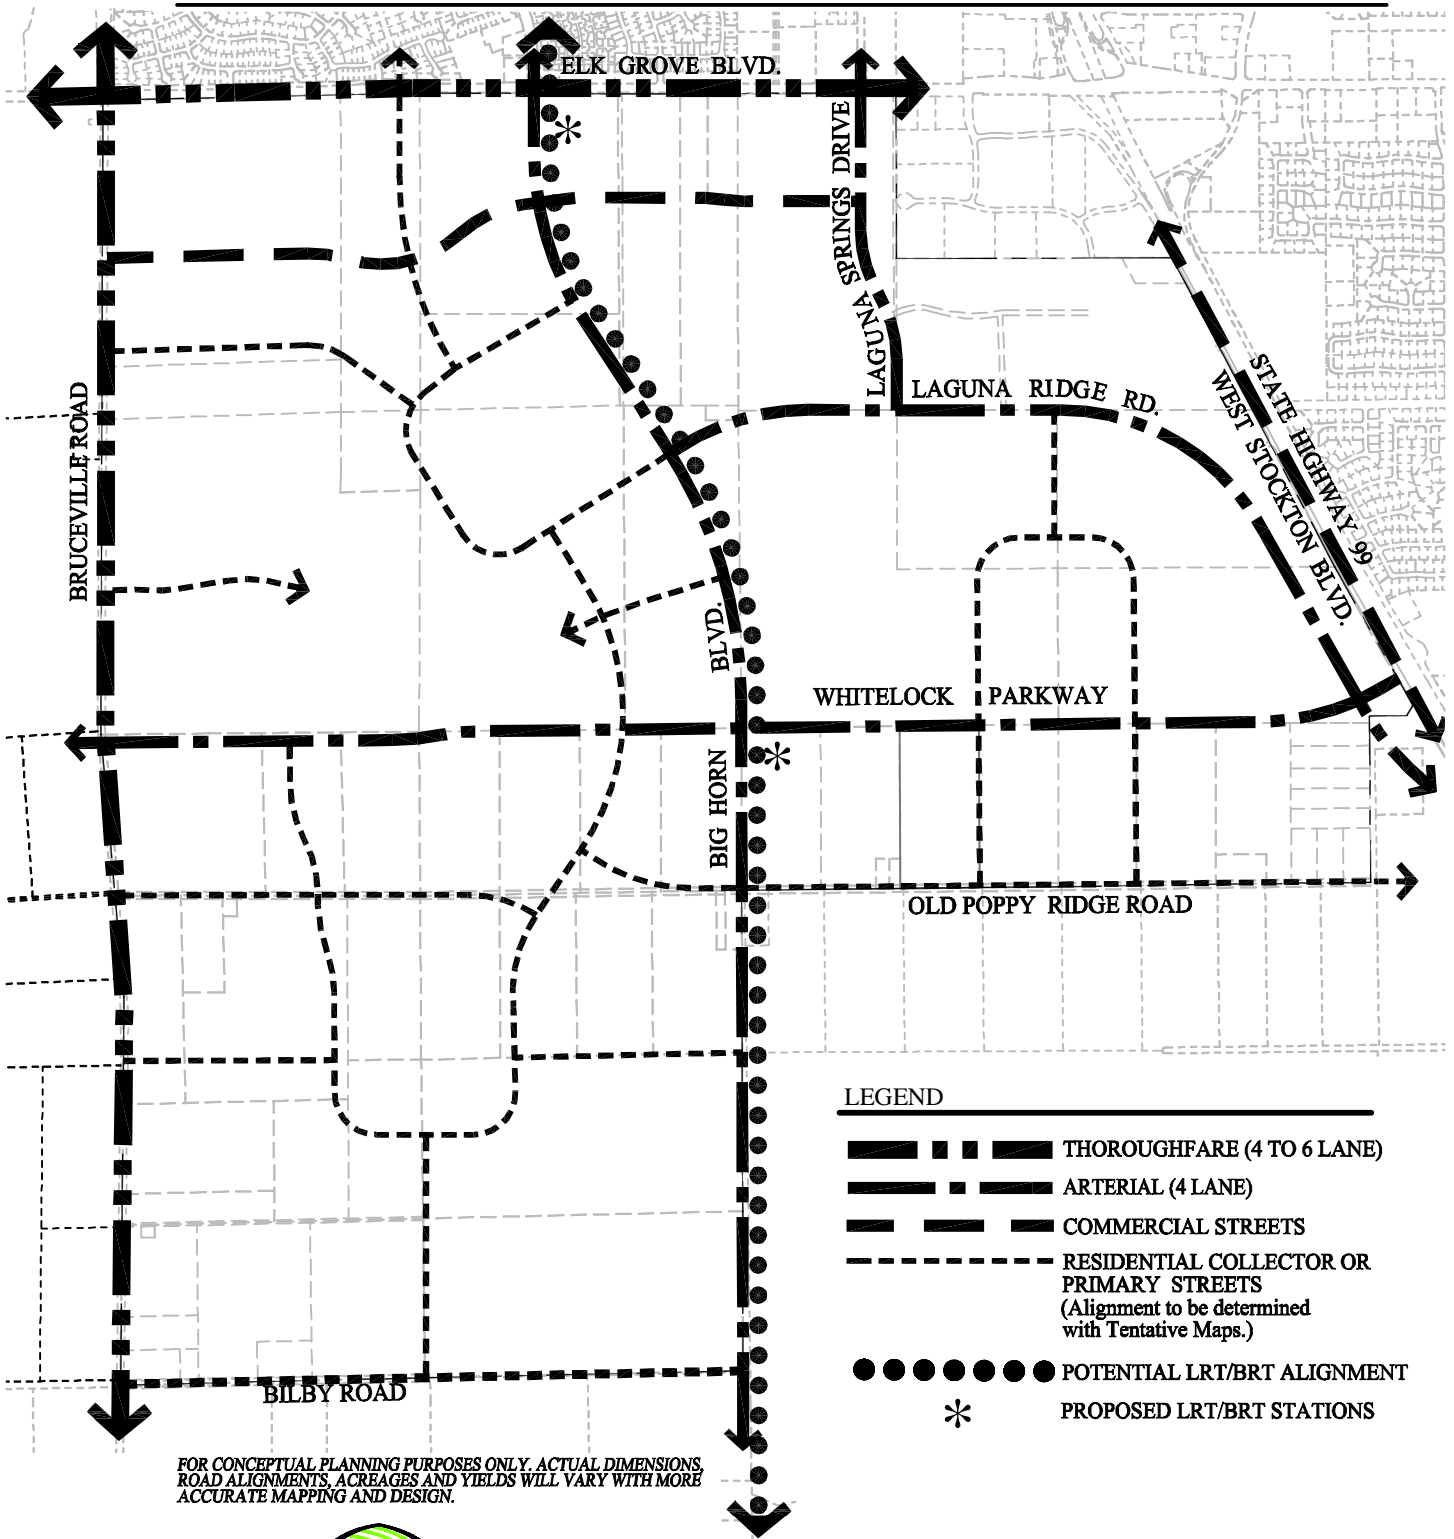 ELK GROVE BLVD.
LAGUNA SPRINGS DRIVE
BRUCEVILLE ROAD
LAGUNA RIDGE RD.
STATE HIGHWAY 99
WEST STOCKTON BLVD.
WHITELOCK PARKWAY
BIG HORN BLVD.
OLD POPPY RIDGE ROAD
BILBY ROAD
LEGEND
THOROUGHFARE (4 TO 6 LANE)
ARTERIAL (4 LANE)
COMMERCIAL STREETS
RESIDENTIAL COLLECTOR OR
PRIMARY STREETS
(Alignment to be determined
with Tentative Maps.)
POTENTIAL LRT/BRT ALIGNMENT
PROPOSED LRT/BRT STATIONS
FOR CONCEPTUAL PLANNING PURPOSES ONLY. ACTUAL DIMENSIONS,
ROAD ALIGNMENTS, ACREAGES AND YIELDS WILL VARY WITH MORE
ACCURATE MAPPING AND DESIGN.